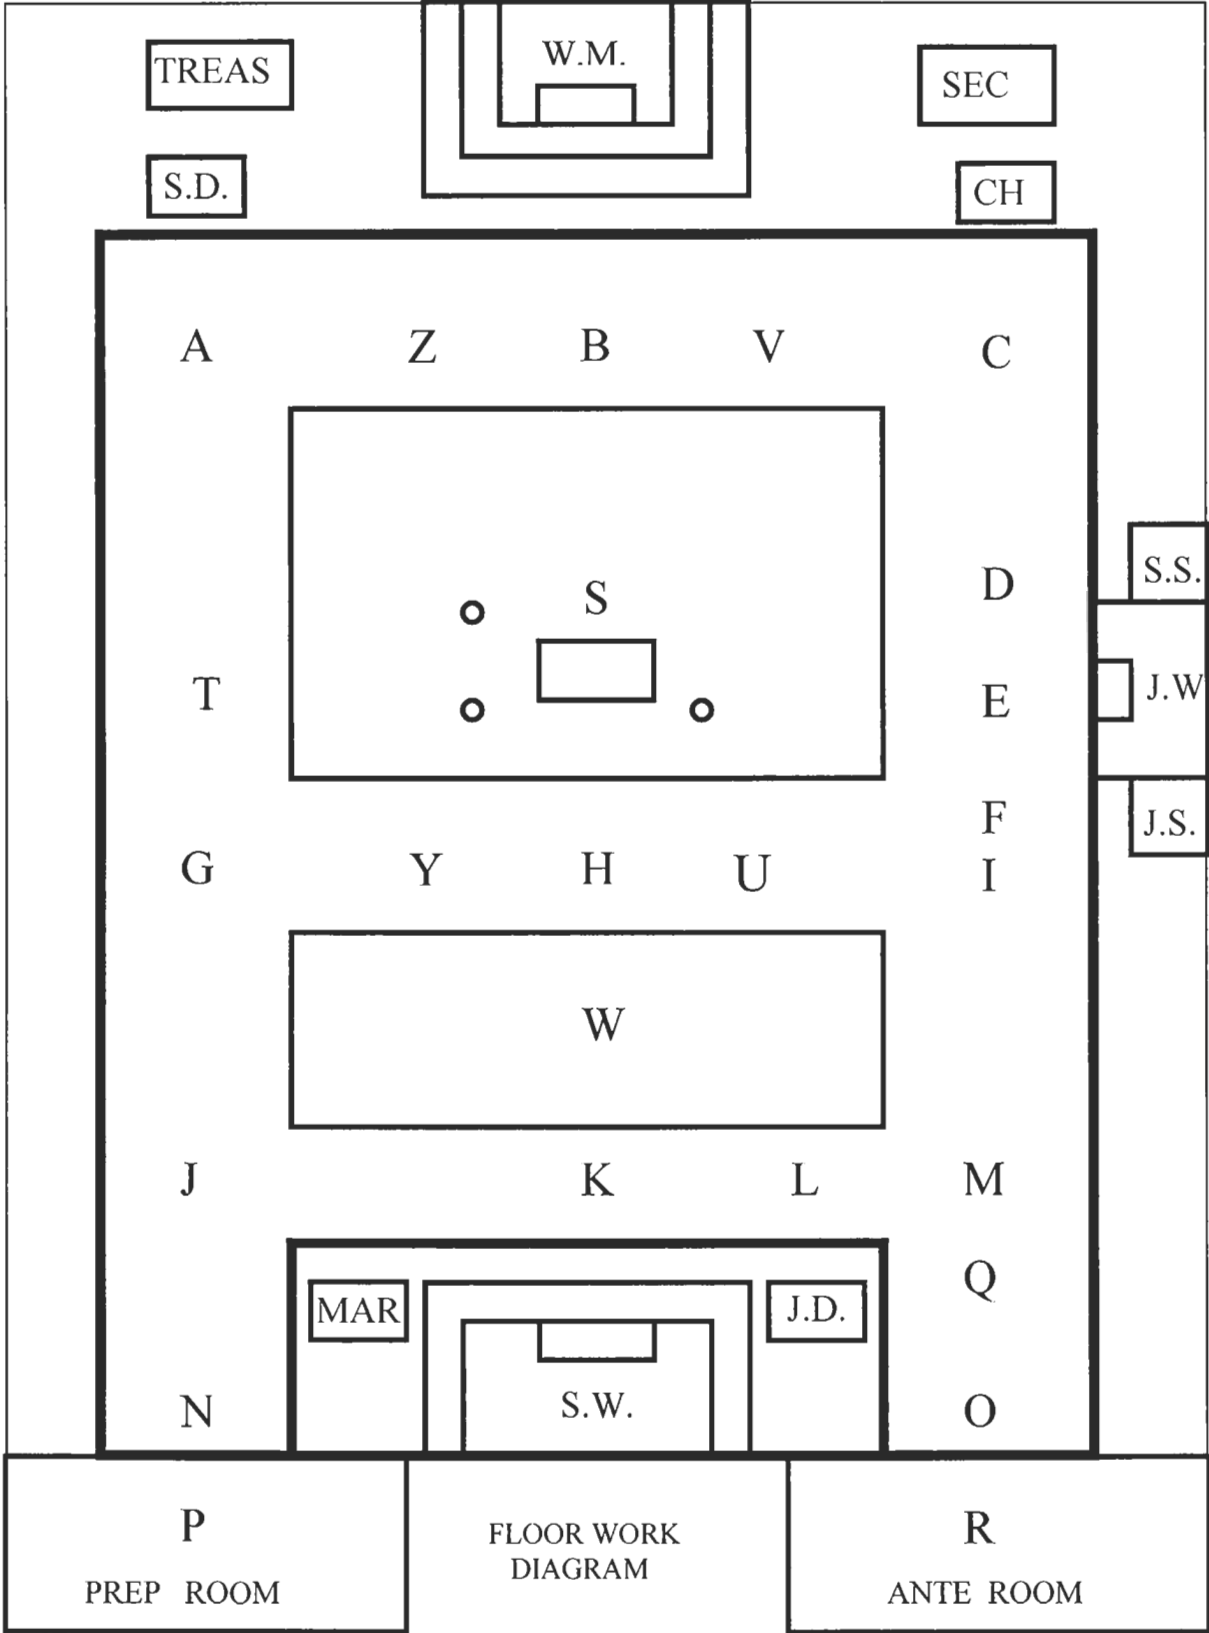 W.M.
TREAS
SEC
S.D.
CH
A Z B V C
S.S.
D
S
J.W
T
E
F
J.S.
G Y H U I
W
J K L M
Q
MAR
J.D.
S.W.
N
O
P
R
FLOOR WORK
DIAGRAM
PREP ROOM
ANTE ROOM